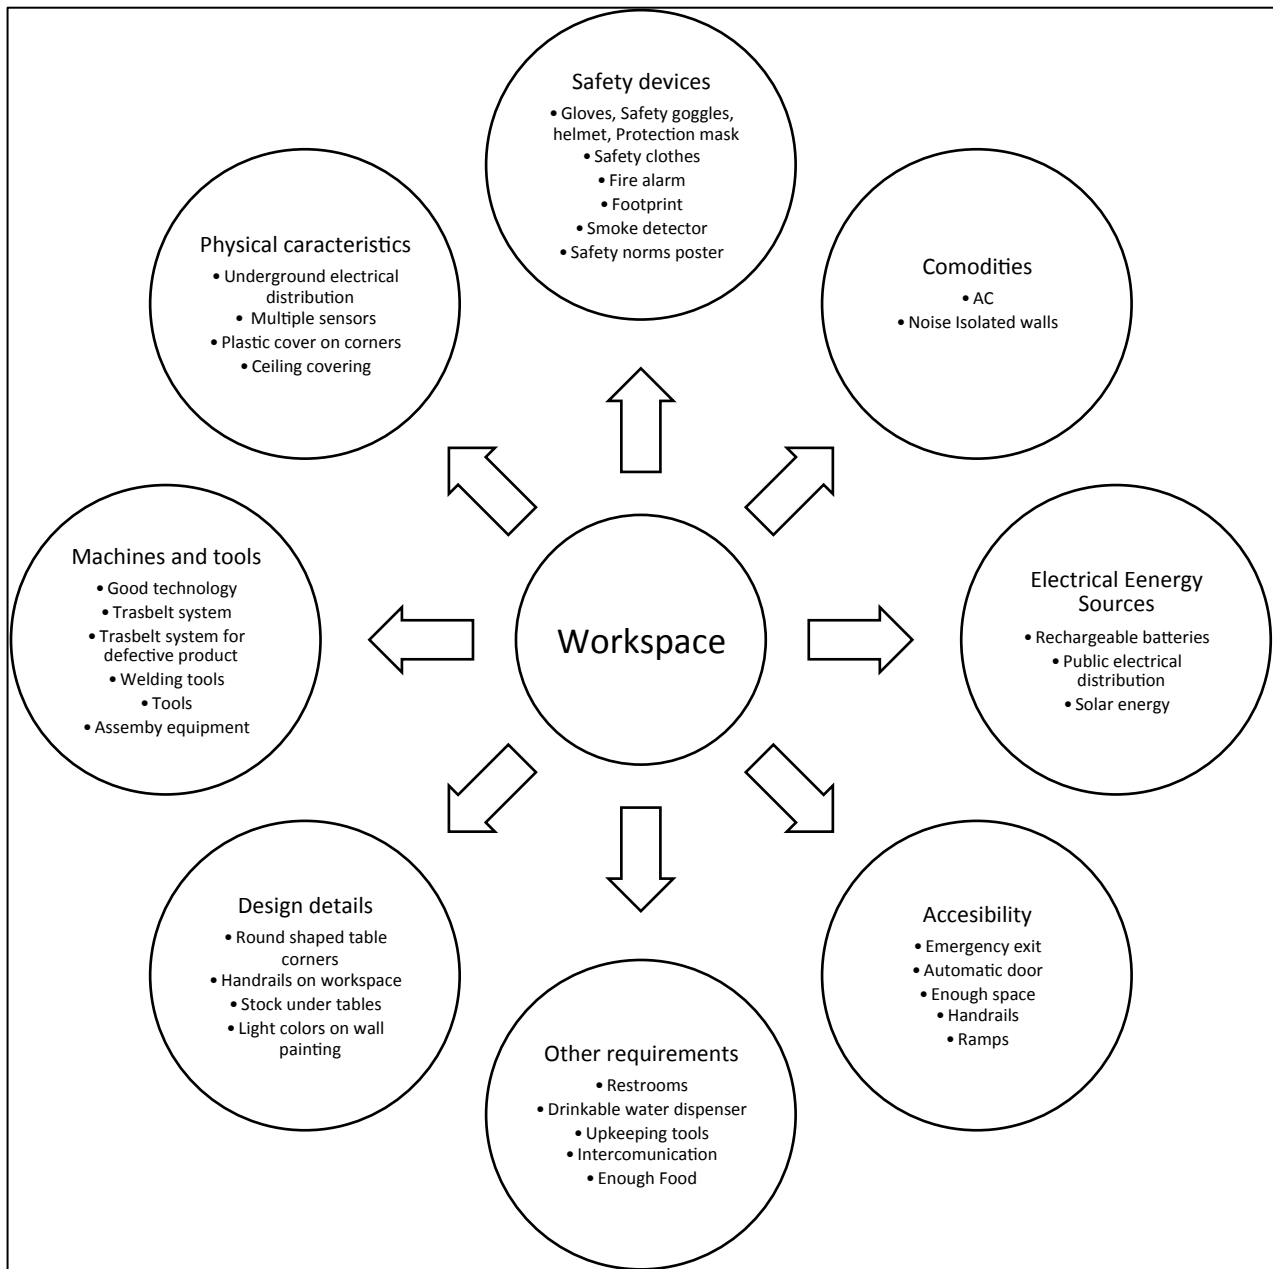 Safety devices
• Gloves, Safety goggles,
helmet, Protection mask
• Safety clothes
• Fire alarm
• Footprint
• Smoke detector
• Safety norms poster
Comodities
• AC
• Noise Isolated walls
Electrical Eenergy
Sources
• Rechargeable batteries
• Public electrical
distribution
• Solar energy
Accesibility
• Emergency exit
• Automatic door
• Enough space
• Handrails
• Ramps
Other requirements
• Restrooms
• Drinkable water dispenser
• Upkeeping tools
• Intercomunication
• Enough Food
Design details
• Round shaped table
corners
• Handrails on workspace
• Stock under tables
• Light colors on wall
painting
Machines and tools
• Good technology
• Trasbelt system
• Trasbelt system for
defective product
• Welding tools
• Tools
• Assemby equipment
Physical caracteristics
• Underground electrical
distribution
• Multiple sensors
• Plastic cover on corners
• Ceiling covering
Workspace